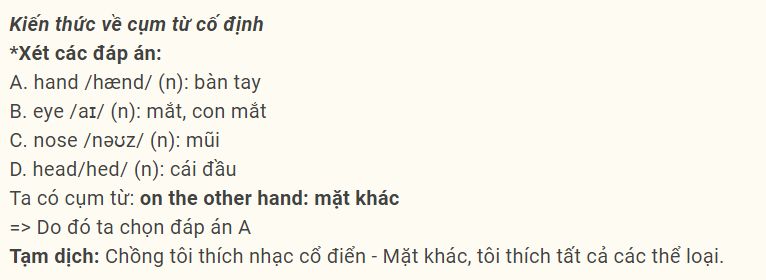 Kiến thức về cụm từ cố định
*Xét các đáp án:
A. hand /hænd/ (n): bàn tay
B. eye /aɪ/ (n): mắt, con mắt
C. nose /nəʊz/ (n): mũi
D. head/hed/ (n): cái đầu
Ta có cụm từ: on the other hand: mặt khác
=> Do đó ta chọn đáp án A
Tạm dịch: Chồng tôi thích nhạc cổ điển - Mặt khác, tôi thích tất cả các thể loại.